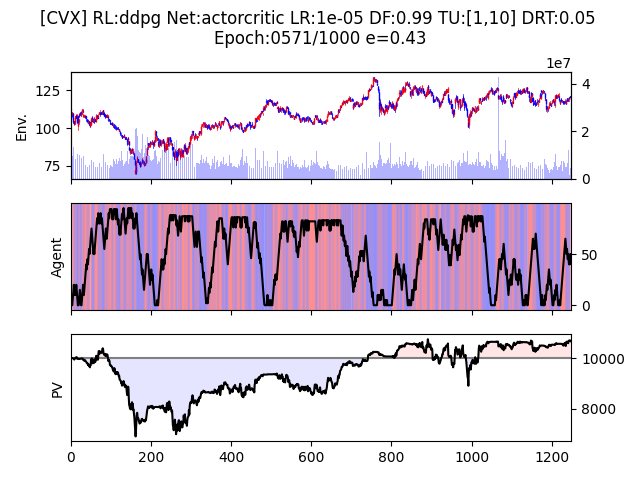 [CVX] RL:ddpg Net:actorcritic LR:1e-05 DF:0.99 TU:[1,10] DRT:0.05
Epoch:0571/1000 e=0.43
1e7
125
100
75
Env.
4
2
0
Agent
50
0
PV
10000
8000
0 200 400 600 800 1000 1200